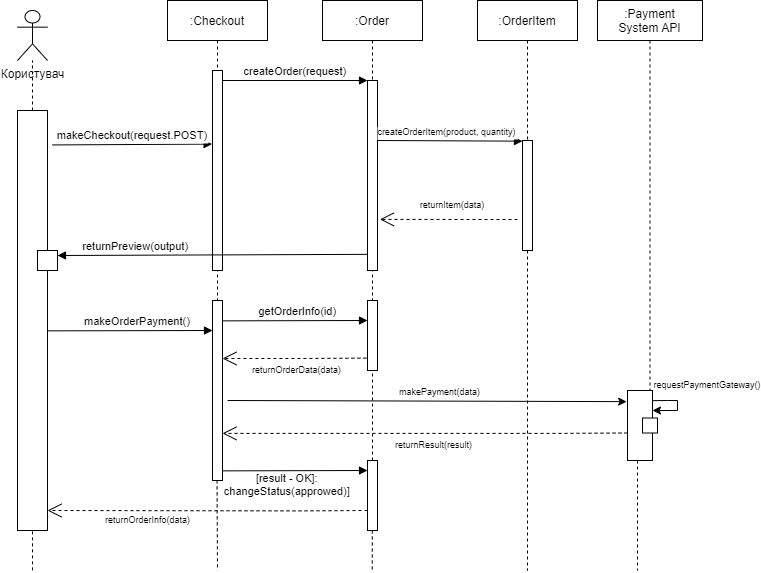 :Checkout
:Order
:OrderItem
:Payment
System API
Користувач
createOrder(request)
makeCheckout(request.POST)
createOrderItem(product, quantity)
returnItem(data)
returnPreview(output)
getOrderInfo(id)
makeOrderPayment()
returnOrderData(data)
requestPaymentGateway()
makePayment(data)
returnResult(result)
[result - OK]:
changeStatus(approved)]
returnOrderInfo(data)